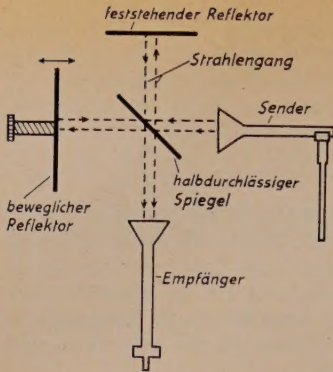 feststehender Reflektor
Strahlengang
Sender
halbdurchlässiger
Spiegel
beweglicher
Reflektor
Empfänger